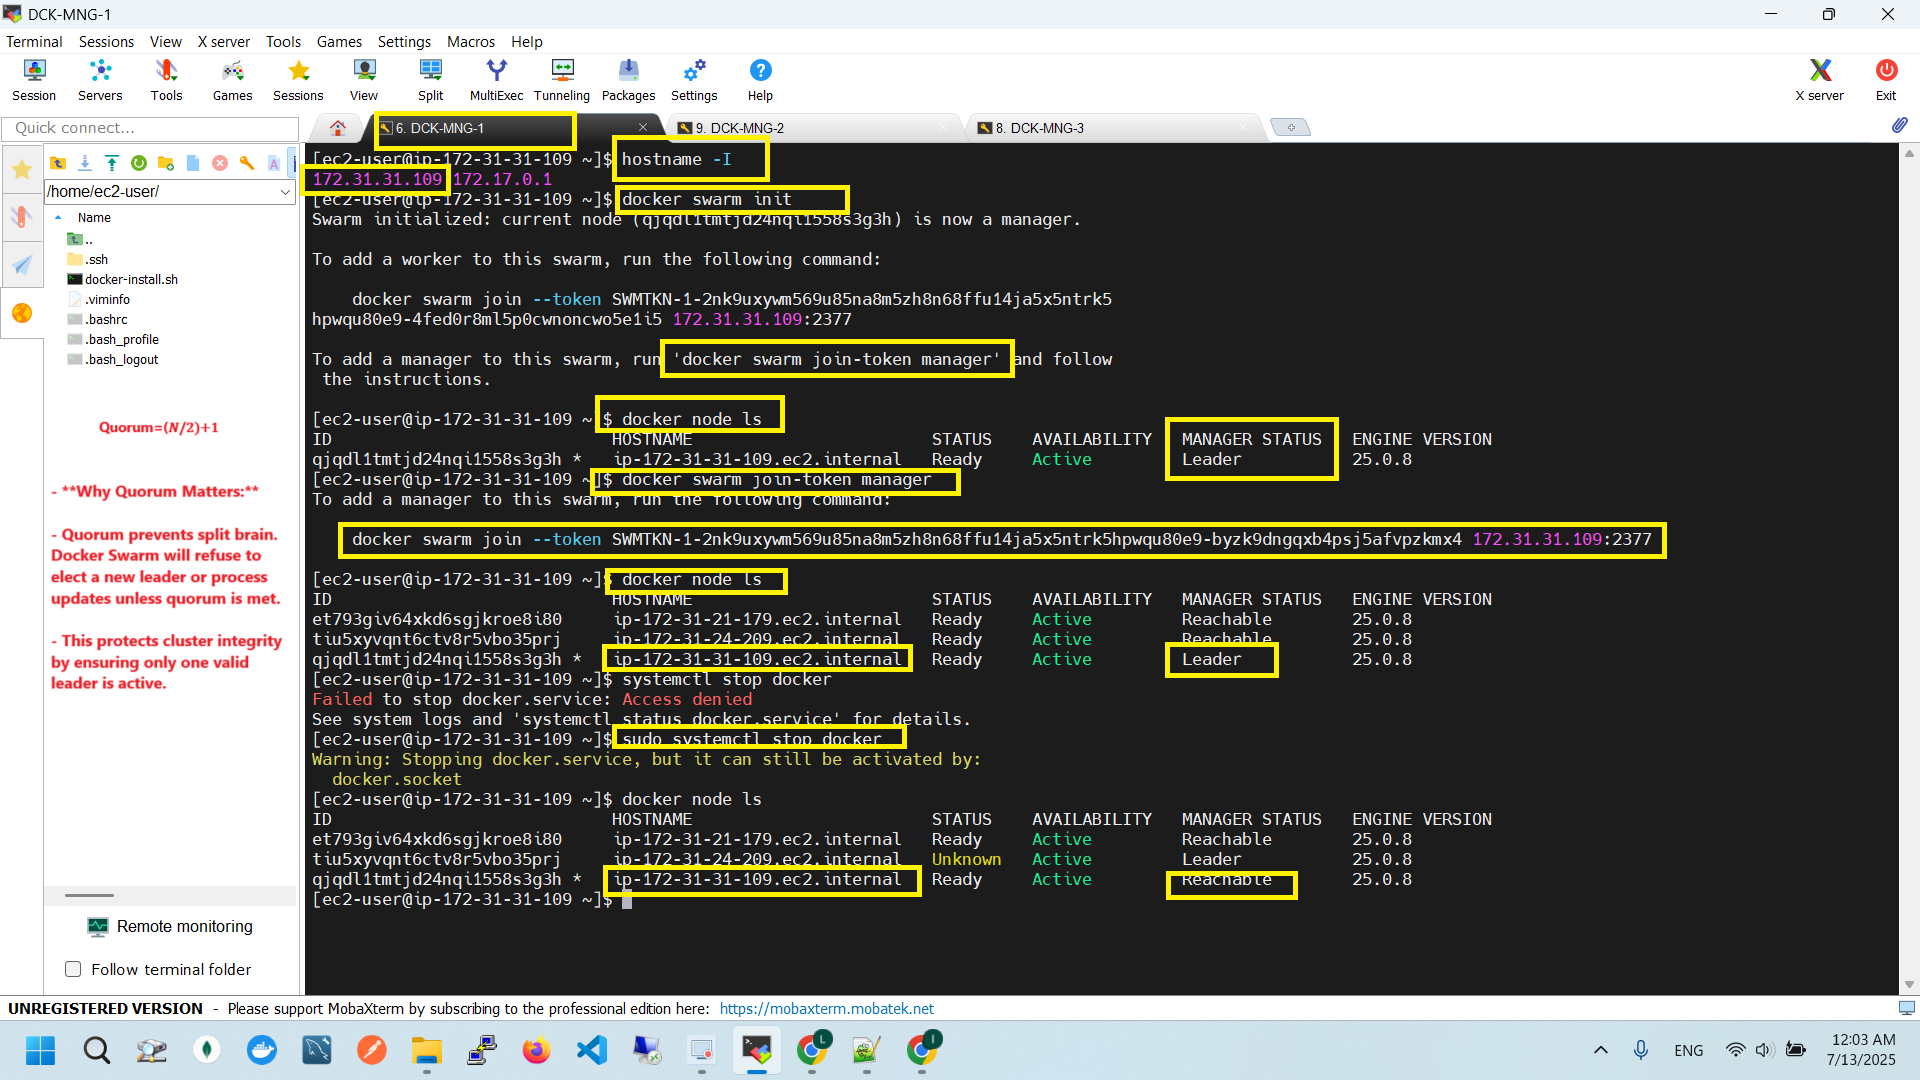 DCK-MNG-1
Terminal Sessions View X server Tools Games Settings Macros Help
Session Servers Tools Games Sessions View Split MultiExec Tunneling Packages Settings Help X server Exit
Quick connect...
6. DCK-MNG-1
9. DCK-MNG-2
8. DCK-MNG-3
/home/ec2-user/
Name
..
.ssh
docker-install.sh
.viminfo
.bashrc
.bash_profile
.bash_logout
Quorum=(N/2)+1
- **Why Quorum Matters:**
- Quorum prevents split brain.
Docker Swarm will refuse to
elect a new leader or process
updates unless quorum is met.
- This protects cluster integrity
by ensuring only one valid
leader is active.
Remote monitoring
Follow terminal folder
[ec2-user@ip-172-31-31-109 ~]$ hostname -I
172.31.31.109 172.17.0.1
[ec2-user@ip-172-31-31-109 ~]$ docker swarm init
Swarm initialized: current node (qjqdl1tmtjd24nqi1558s3g3h) is now a manager.
To add a worker to this swarm, run the following command:
docker swarm join --token SWMTKN-1-2nk9uxywm569u85na8m5zh8n68ffu14ja5x5ntrk5
hpwqu80e9-4fed0r8ml5p0cwnoncwo5e1i5 172.31.31.109:2377
To add a manager to this swarm, run 'docker swarm join-token manager' and follow
the instructions.
[ec2-user@ip-172-31-31-109 ~]$ docker node ls
ID HOSTNAME STATUS AVAILABILITY MANAGER STATUS ENGINE VERSION
qjqdl1tmtjd24nqi1558s3g3h * ip-172-31-31-109.ec2.internal Ready Active Leader 25.0.8
[ec2-user@ip-172-31-31-109 ~]$ docker swarm join-token manager
To add a manager to this swarm, run the following command:
docker swarm join --token SWMTKN-1-2nk9uxywm569u85na8m5zh8n68ffu14ja5x5ntrk5hpwqu80e9-byzk9dngqxb4psj5afvpzkmx4 172.31.31.109:2377
[ec2-user@ip-172-31-31-109 ~]$ docker node ls
ID HOSTNAME STATUS AVAILABILITY MANAGER STATUS ENGINE VERSION
et793giv64xkd6sgjkroe8i80 ip-172-31-21-179.ec2.internal Ready Active Reachable 25.0.8
tiu5xyvqnt6ctv8r5vbo35prj ip-172-31-24-209.ec2.internal Ready Active Reachable 25.0.8
qjqdl1tmtjd24nqi1558s3g3h * ip-172-31-31-109.ec2.internal Ready Active Leader 25.0.8
[ec2-user@ip-172-31-31-109 ~]$ systemctl stop docker
Failed to stop docker.service: Access denied
See system logs and 'systemctl status docker.service' for details.
[ec2-user@ip-172-31-31-109 ~]$ sudo systemctl stop docker
Warning: Stopping docker.service, but it can still be activated by:
docker.socket
[ec2-user@ip-172-31-31-109 ~]$ docker node ls
ID HOSTNAME STATUS AVAILABILITY MANAGER STATUS ENGINE VERSION
et793giv64xkd6sgjkroe8i80 ip-172-31-21-179.ec2.internal Ready Active Reachable 25.0.8
tiu5xyvqnt6ctv8r5vbo35prj ip-172-31-24-209.ec2.internal Unknown Active Leader 25.0.8
qjqdl1tmtjd24nqi1558s3g3h * ip-172-31-31-109.ec2.internal Ready Active Reachable 25.0.8
[ec2-user@ip-172-31-31-109 ~]$
UNREGISTERED VERSION - Please support MobaXterm by subscribing to the professional edition here: https://mobaxterm.mobatek.net
L
I
ENG
12:03 AM
7/13/2025